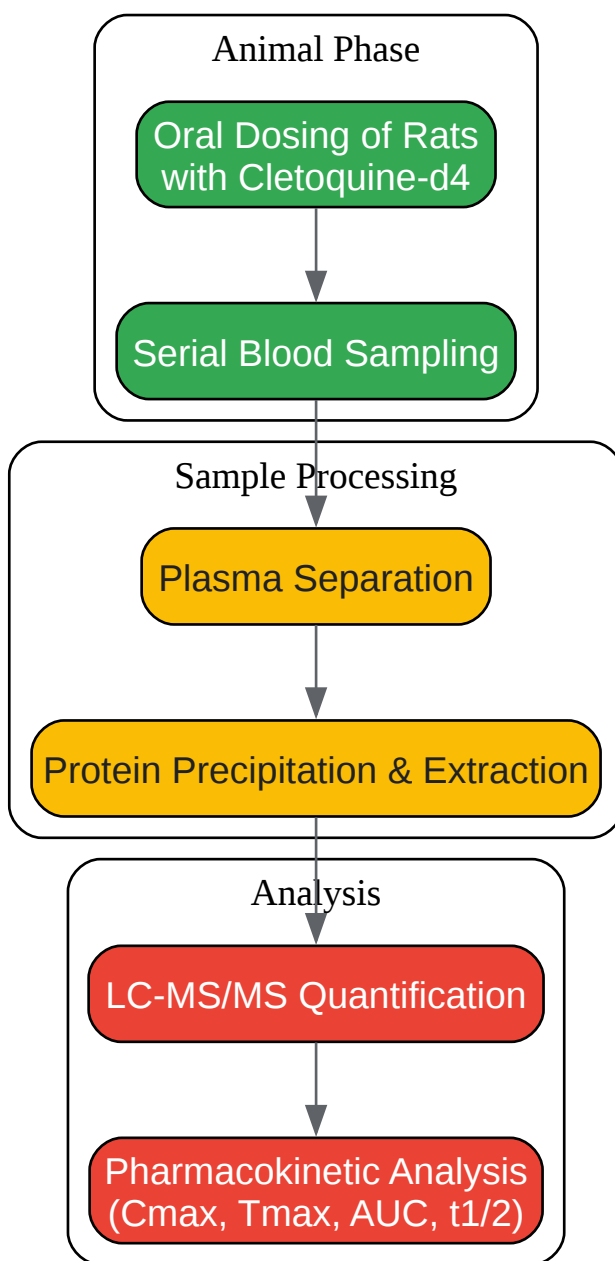 Animal Phase
Oral Dosing of Rats
with Cletoquine-d4
Serial Blood Sampling
Sample Processing
Plasma Separation
Protein Precipitation & Extraction
Analysis
LC-MS/MS Quantification
Pharmacokinetic Analysis
(Cmax, Tmax, AUC, t1/2)